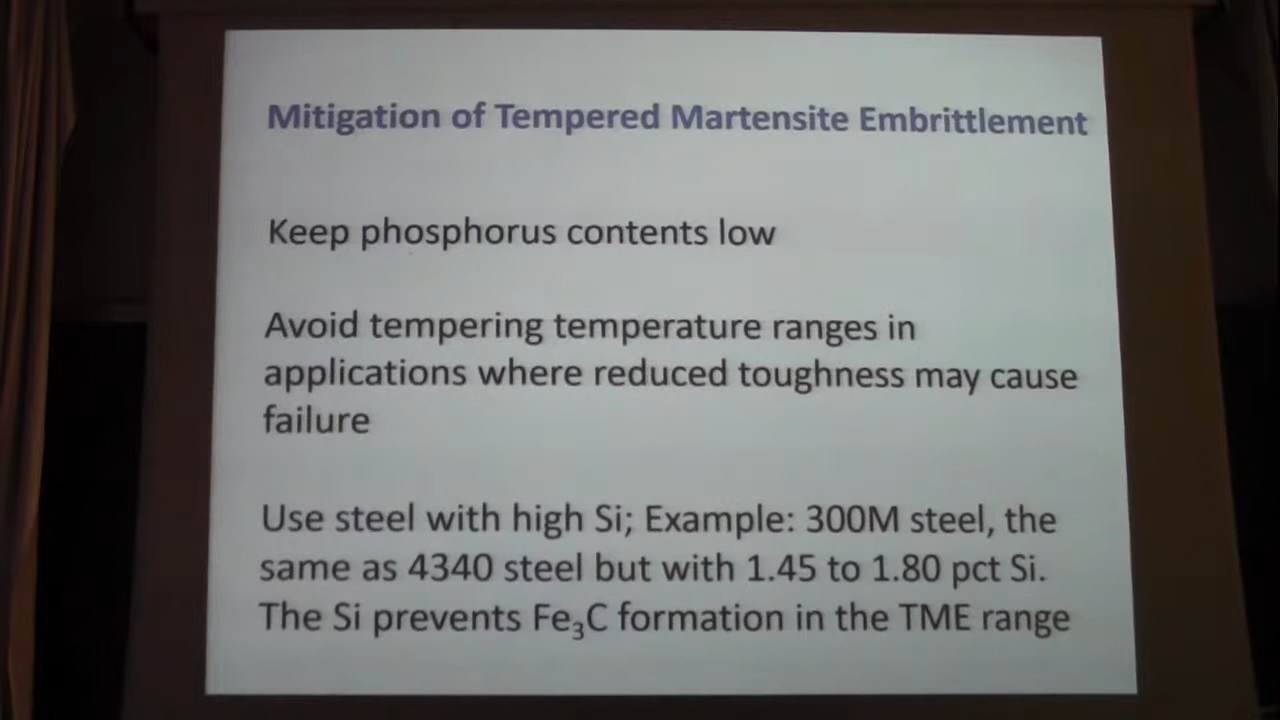 Mitigation of Tempered Martensite Embrittlement
Keep phosphorus contents low
Avoid tempering temperature ranges in
applications where reduced toughness may cause
failure
Use steel with high Si; Example: 300M steel, the
same as 4340 steel but with 1.45 to 1.80 pct Si.
The Si prevents Fe₃C formation in the TME range